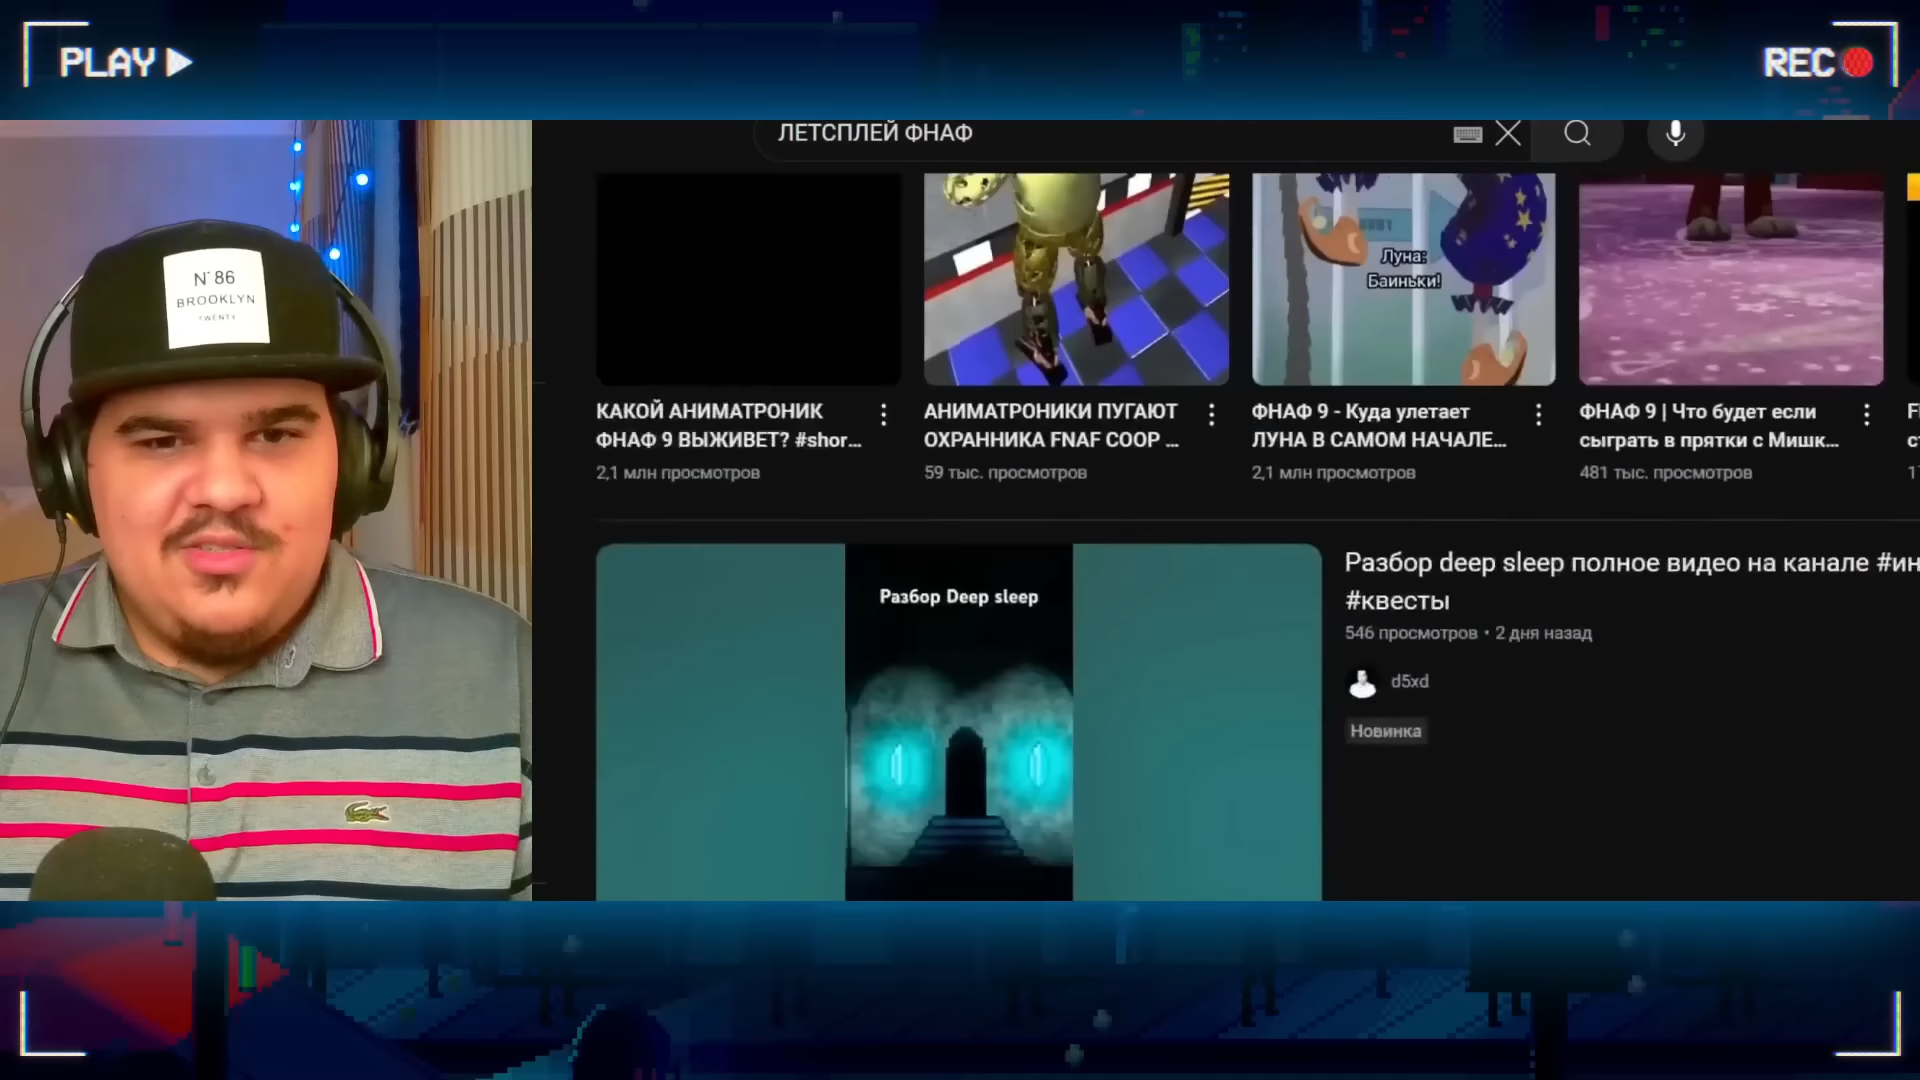 PLAY
REC
ЛЕТСПЛЕЙ ФНАФ
N°86
BROOKLYN
TWENTY
Луна:
Баиньки!
КАКОЙ АНИМАТРОНИК
ФНАФ 9 ВЫЖИВЕТ? #shor...
2,1 млн просмотров
АНИМАТРОНИКИ ПУГАЮТ
ОХРАННИКА FNAF COOP ...
59 тыс. просмотров
ФНАФ 9 - Куда улетает
ЛУНА В САМОМ НАЧАЛЕ...
2,1 млн просмотров
ФНАФ 9 | Что будет если
сыграть в прятки с Мишк...
481 тыс. просмотров
Разбор Deep sleep
Разбор deep sleep полное видео на канале #ин
#квесты
546 просмотров • 2 дня назад
d5xd
Новинка